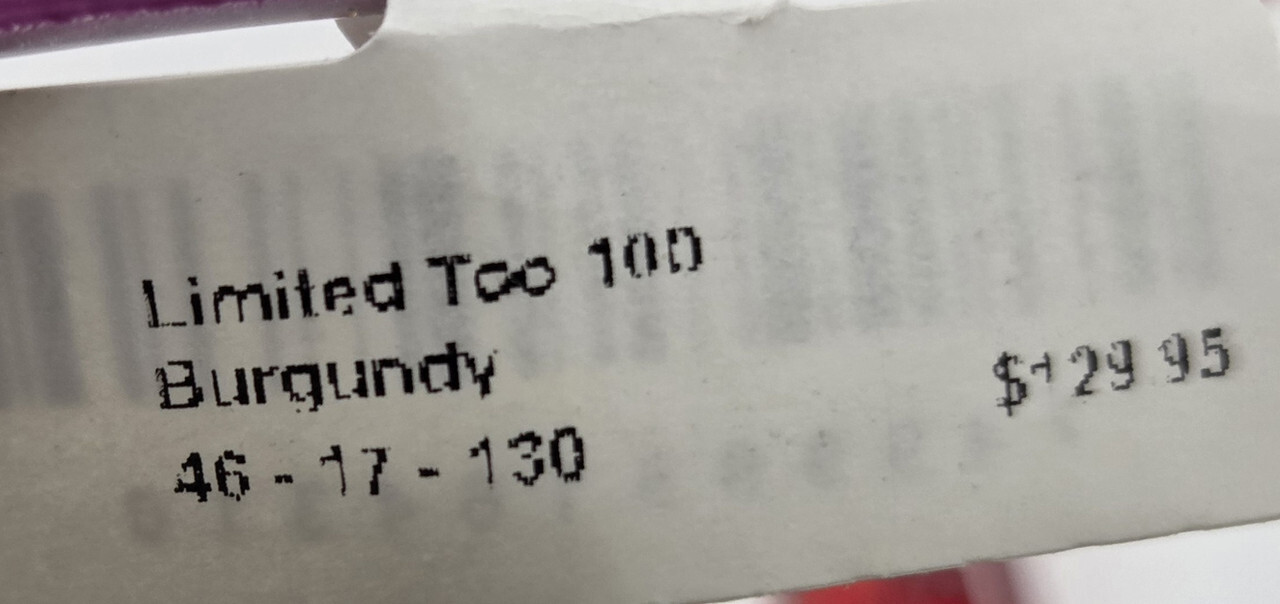 Limited Too 100
Burgundy
$129.95
46 - 17 - 130